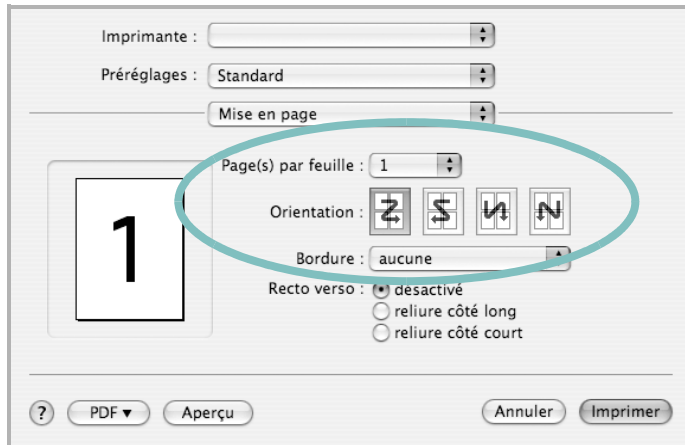 Imprimante :
Préréglages : Standard
Mise en page
Page(s) par feuille : 1
Orientation :
Bordure : aucune
1
Recto verso : désactivé
reliure côté long
reliure côté court
? PDF Aperçu Annuler Imprimer